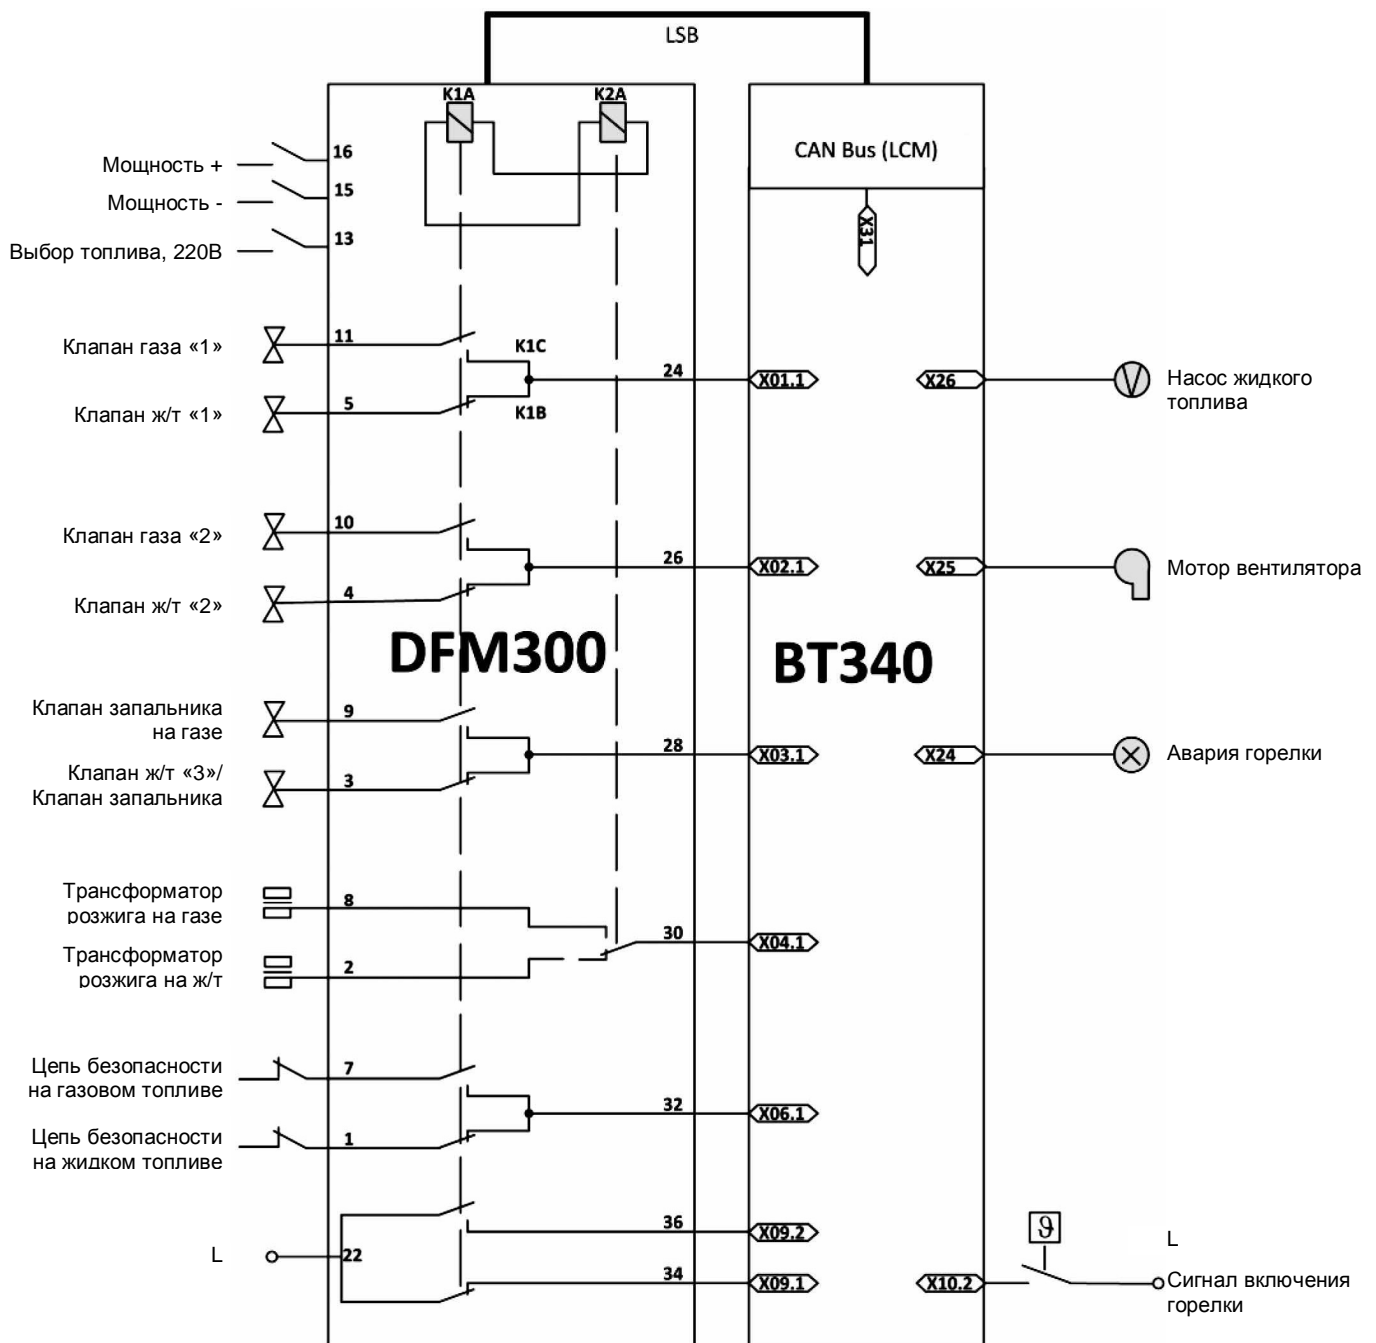 LSB
K1A
K2A
CAN Bus (LCM)
X31
Мощность +
16
Мощность -
15
Выбор топлива, 220В
13
Клапан газа «1»
11
K1C
24
X01.1
X26
Насос жидкого
топлива
Клапан ж/т «1»
5
K1B
Клапан газа «2»
10
26
X02.1
X25
Мотор вентилятора
Клапан ж/т «2»
4
DFM300
BT340
Клапан запальника
на газе
9
28
X03.1
X24
Авария горелки
Клапан ж/т «3»/
Клапан запальника
3
Трансформатор
розжига на газе
8
30
X04.1
Трансформатор
розжига на ж/т
2
Цепь безопасности
на газовом топливе
7
32
X06.1
Цепь безопасности
на жидком топливе
1
36
X09.2
L
22
34
X09.1
X10.2
ϑ
L
Сигнал включения
горелки